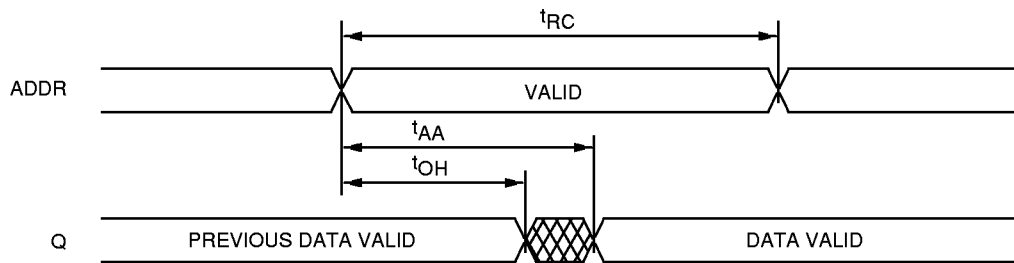 tRC
ADDR
VALID
tAA
tOH
Q
PREVIOUS DATA VALID
DATA VALID